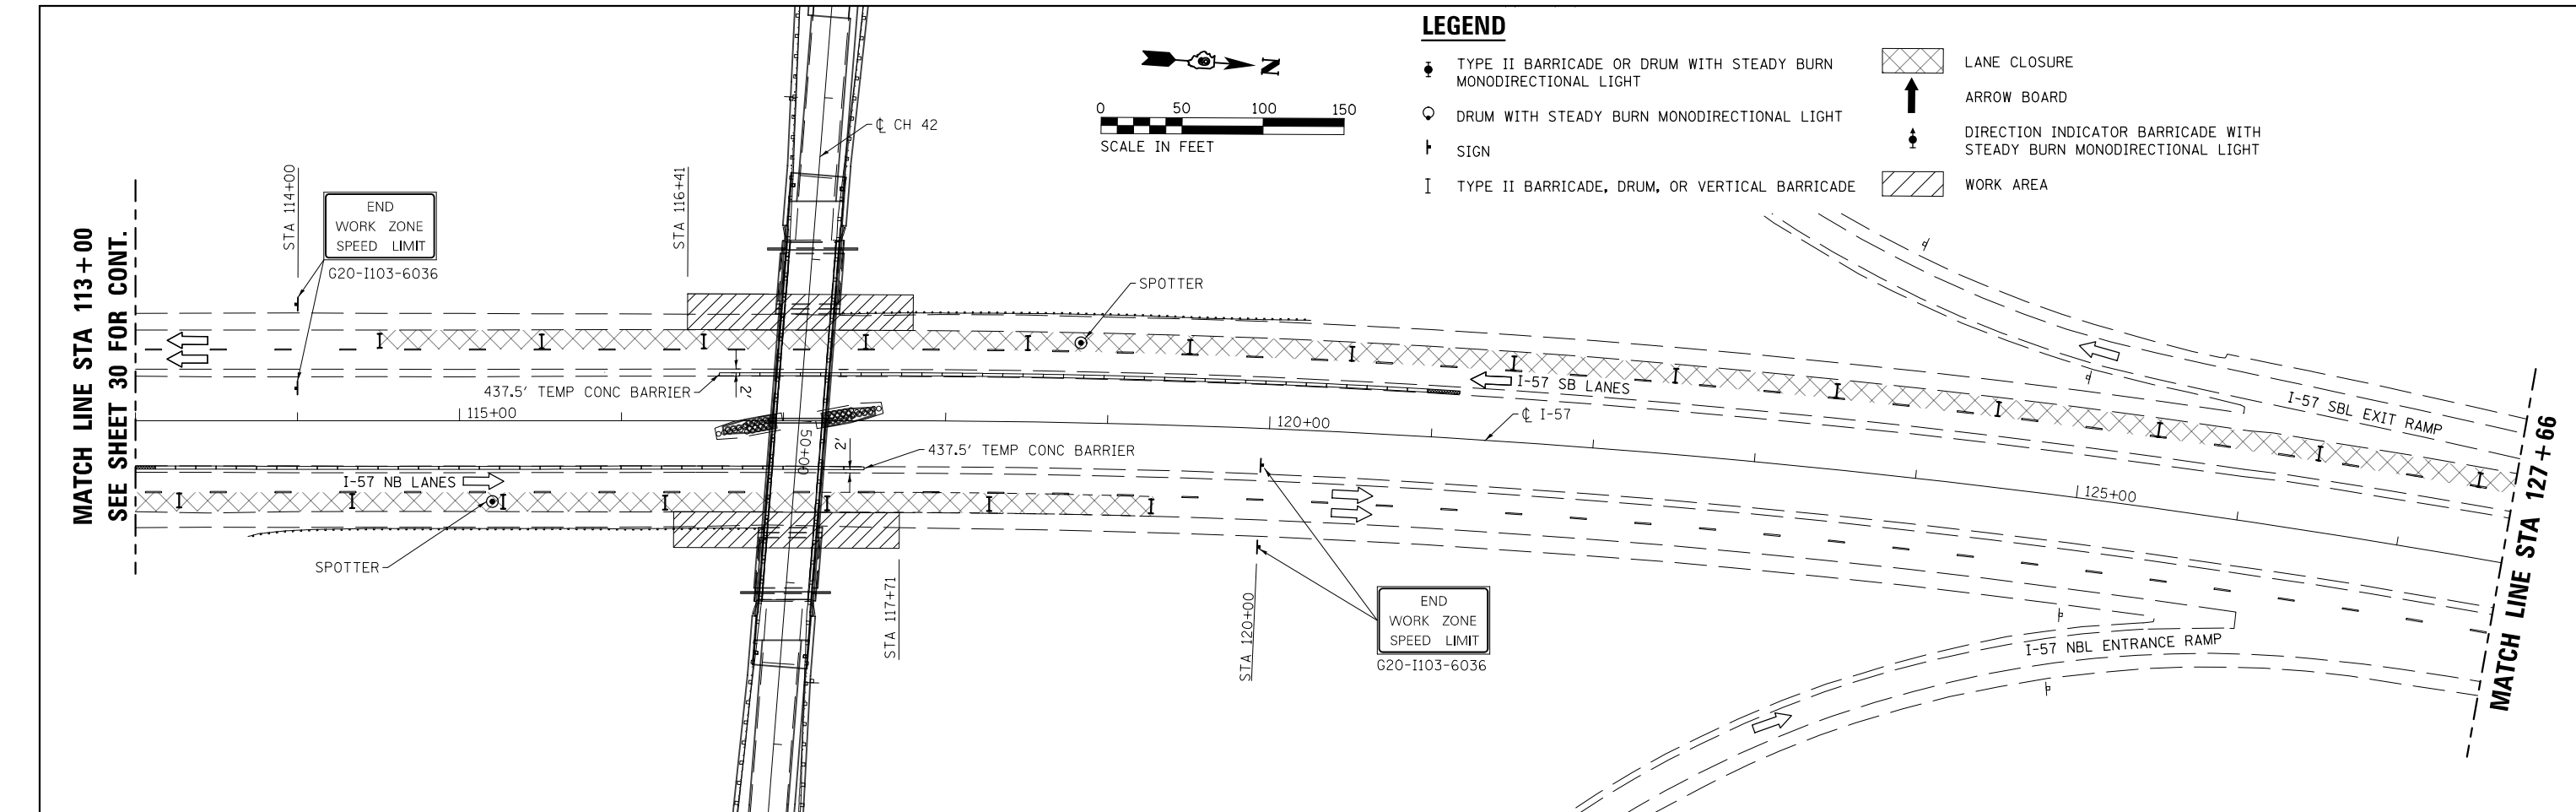 LEGEND
TYPE II BARRICADE OR DRUM WITH STEADY BURN
MONODIRECTIONAL LIGHT
DRUM WITH STEADY BURN MONODIRECTIONAL LIGHT
SIGN
TYPE II BARRICADE, DRUM, OR VERTICAL BARRICADE
LANE CLOSURE
ARROW BOARD
DIRECTION INDICATOR BARRICADE WITH
STEADY BURN MONODIRECTIONAL LIGHT
WORK AREA
N
0 50 100 150
SCALE IN FEET
℄ CH 42
MATCH LINE STA 113+00
SEE SHEET 30 FOR CONT.
STA 114+00
END
WORK ZONE
SPEED LIMIT
G20-I103-6036
STA 116+41
SPOTTER
437.5' TEMP CONC BARRIER
2'
I-57 SB LANES
I-57 SBL EXIT RAMP
115+00
50+00
120+00
℄ I-57
125+00
2'
437.5' TEMP CONC BARRIER
I-57 NB LANES
SPOTTER
STA 117+71
STA 120+00
END
WORK ZONE
SPEED LIMIT
G20-I103-6036
I-57 NBL ENTRANCE RAMP
MATCH LINE STA 127+66